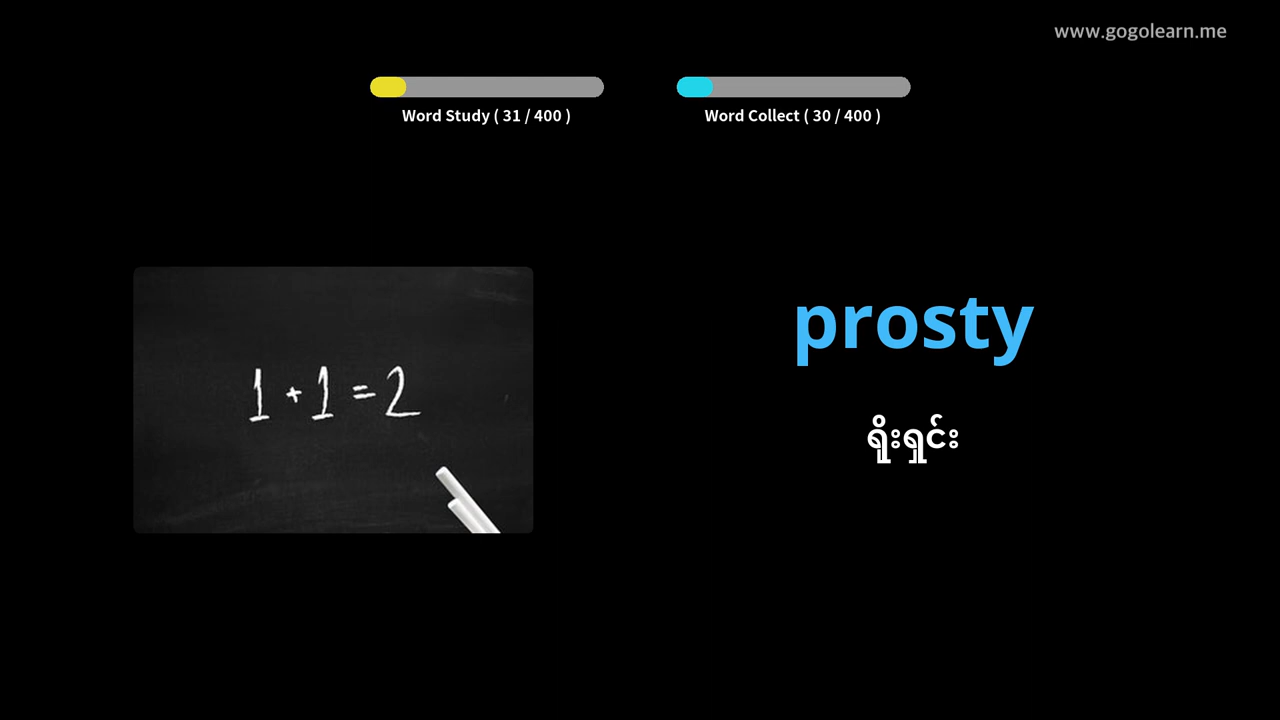 www.gogolearn.me
Word Study ( 31 / 400 )
Word Collect ( 30 / 400 )
1 + 1 = 2
prosty
ရိုးရှင်း